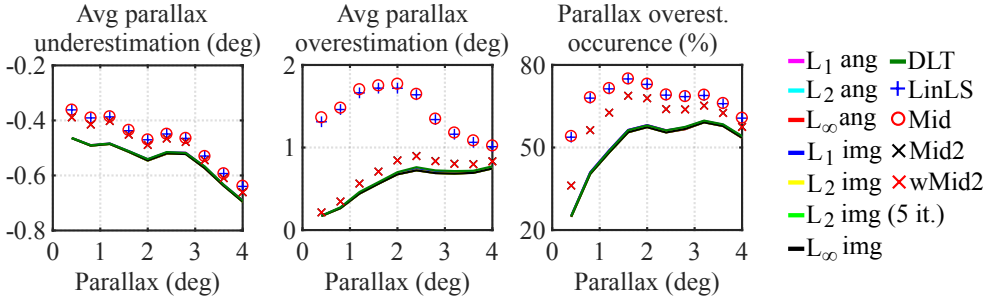 Avg parallax
underestimation (deg)
-0.2
-0.4
-0.6
-0.8
0 1 2 3 4
Parallax (deg)
Avg parallax
overestimation (deg)
2
1
0
0 1 2 3 4
Parallax (deg)
Parallax overest.
occurence (%)
80
50
20
0 1 2 3 4
Parallax (deg)
L1 ang
L2 ang
L∞ ang
L1 img
L2 img
L2 img (5 it.)
L∞ img
DLT
LinLS
Mid
Mid2
wMid2